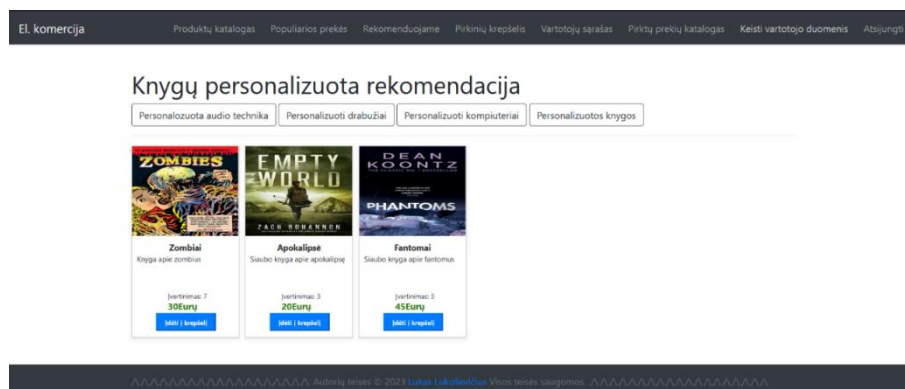 El. komercija Produktų katalogas Populiarios prekės Rekomenduojame Pirkinių krepšelis Vartotojų sąrašas Pirktų prekių katalogas Keisti vartotojo duomenis Atsijungti
Knygų personalizuota rekomendacija
Personalozuota audio technika Personalizuoti drabužiai Personalizuoti kompiuteriai Personalizuotos knygos
ZOMBIES
EMPTY WORLD
ZACH BOHANNON
DEAN KOONTZ
PHANTOMS
Zombiai Apokalipsė Fantomai
Knyga apie zombius Siaubo knyga apie apokalipsę Siaubo knyga apie fantomus
Įvertinimas: 7 Įvertinimas: 3 Įvertinimas: 3
30Eurų 20Eurų 45Eurų
Įdėti į krepšelį Įdėti į krepšelį Įdėti į krepšelį
Autorių teisės © 2023 Lukas Lukoševičius Visos teisės saugomos.